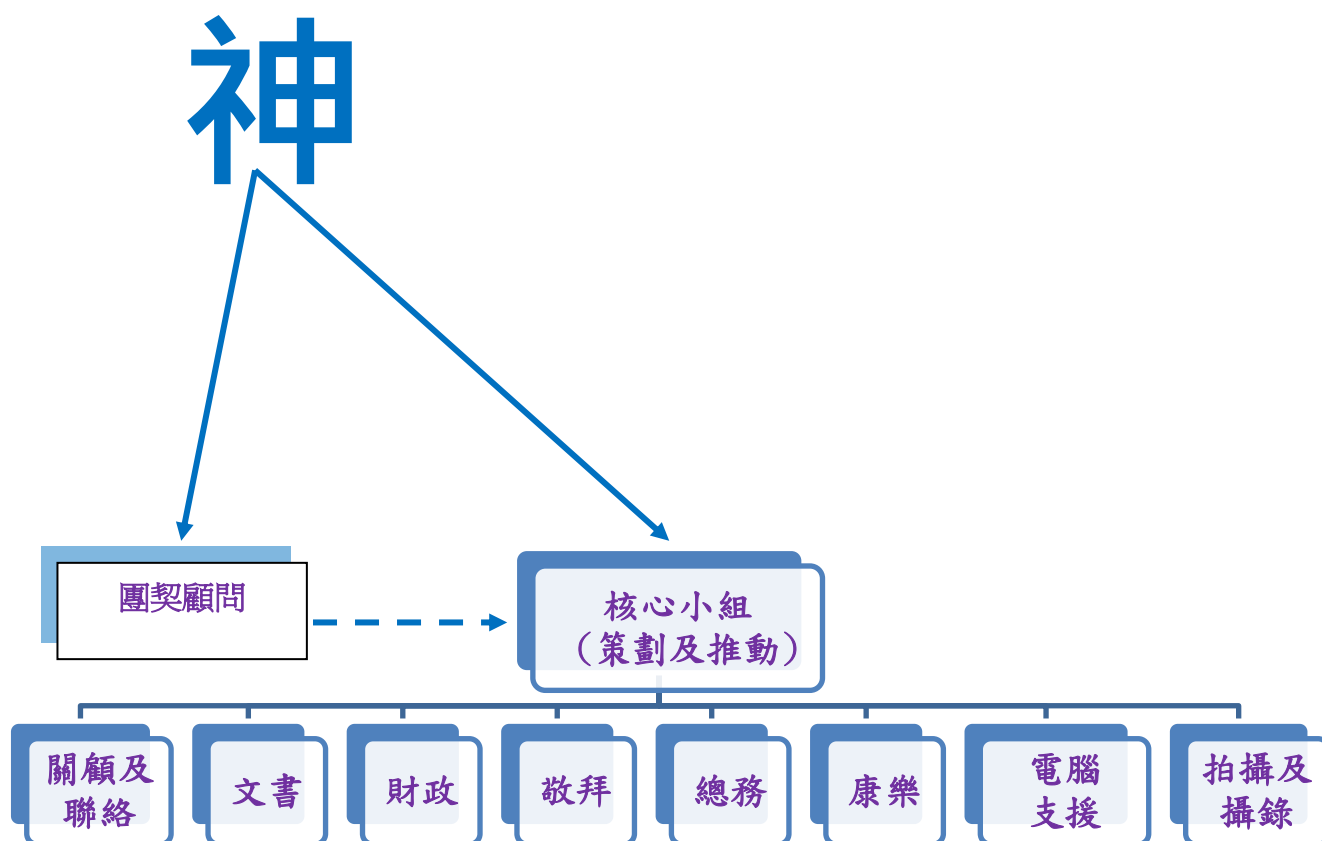 神
團契顧問
核心小組
（策劃及推動）
關顧及
聯絡
文書
財政
敬拜
總務
康樂
電腦
支援
拍攝及
攝錄